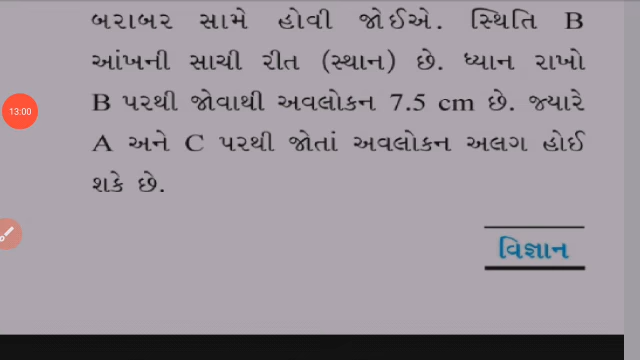 બરાબર સામે હોવી જોઈએ. સ્થિતિ B
આંખની સાચી રીત (સ્થાન) છે. ધ્યાન રાખો
B પરથી જોવાથી અવલોકન 7.5 cm છે. જ્યારે
A અને C પરથી જોતાં અવલોકન અલગ હોઈ
શકે છે.
13:00
વિજ્ઞાન